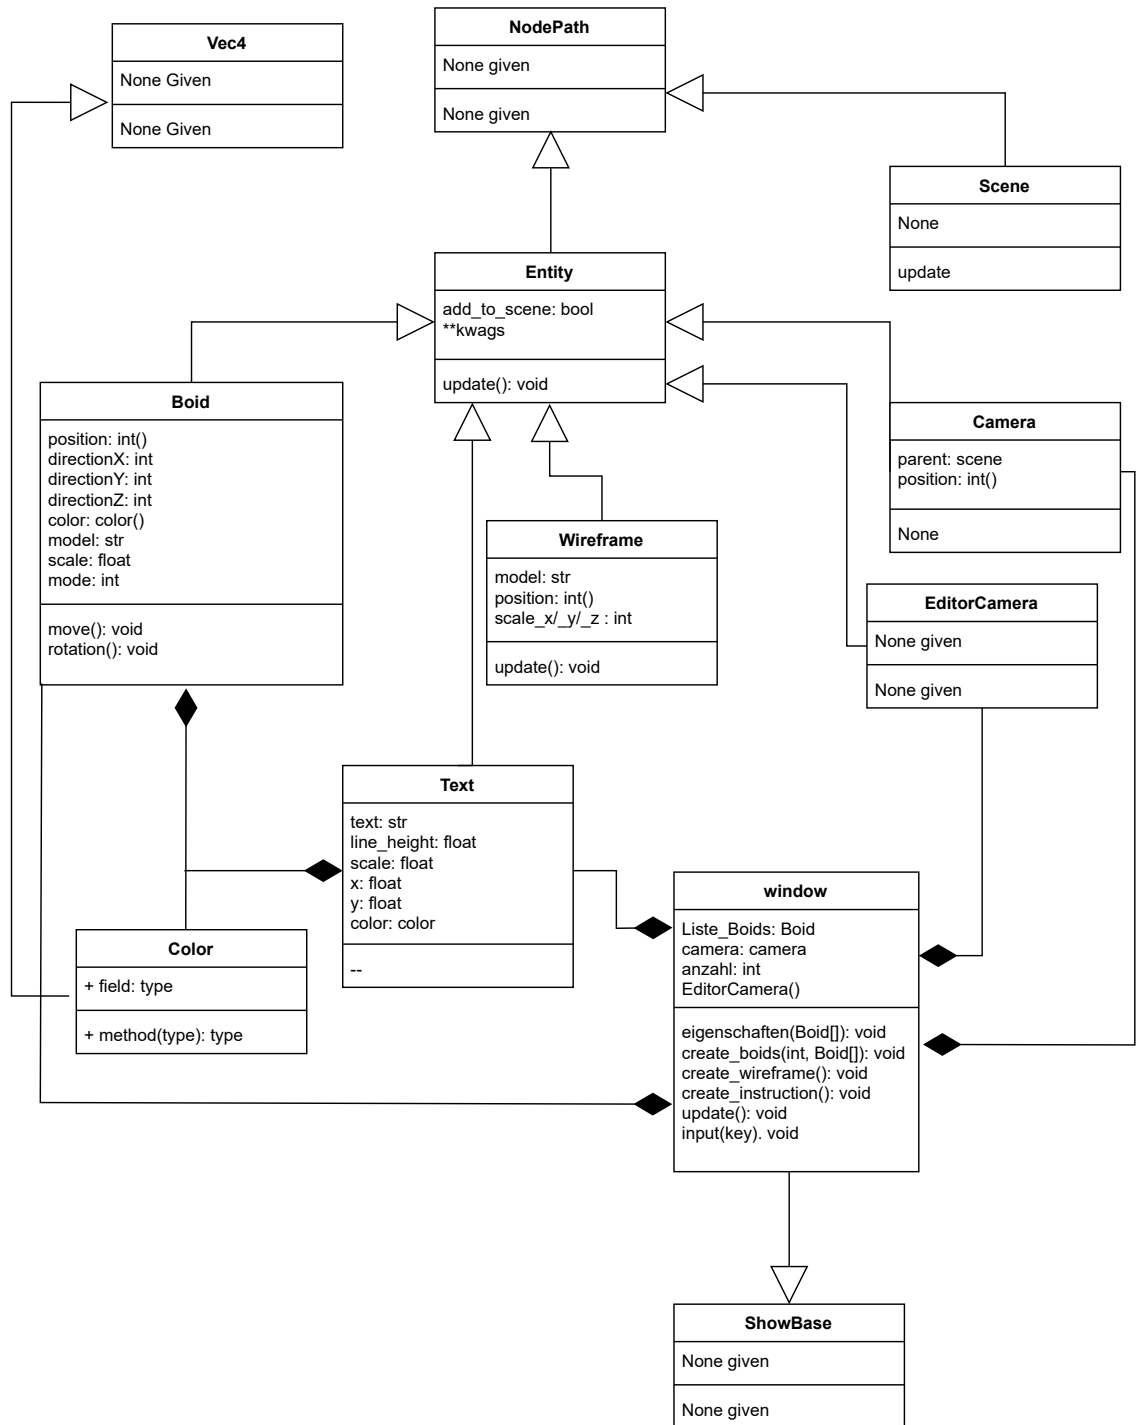 Vec4
None Given
None Given
NodePath
None given
None given
Scene
None
update
Entity
add_to_scene: bool
**kwags
update(): void
Boid
position: int()
directionX: int
directionY: int
directionZ: int
color: color()
model: str
scale: float
mode: int
move(): void
rotation(): void
Camera
parent: scene
position: int()
None
Wireframe
model: str
position: int()
scale_x/_y/_z : int
update(): void
EditorCamera
None given
None given
Text
text: str
line_height: float
scale: float
x: float
y: float
color: color
--
window
Liste_Boids: Boid
camera: camera
anzahl: int
EditorCamera()
eigenschaften(Boid[]): void
create_boids(int, Boid[]): void
create_wireframe(): void
create_instruction(): void
update(): void
input(key). void
Color
+ field: type
+ method(type): type
ShowBase
None given
None given